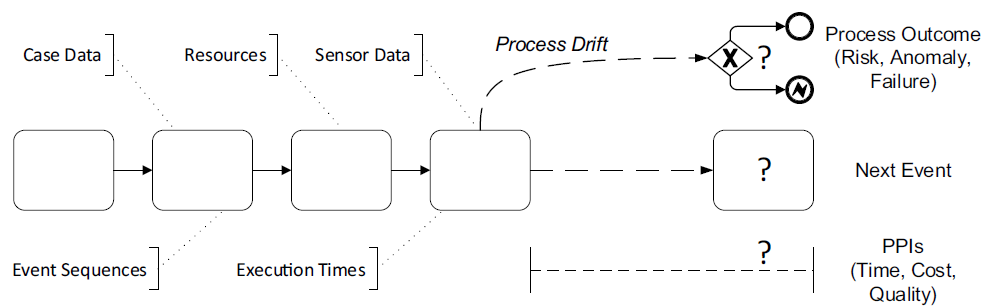 Case Data
Resources
Sensor Data
Process Drift
X
?
Process Outcome
(Risk, Anomaly,
Failure)
?
Next Event
Event Sequences
Execution Times
?
PPIs
(Time, Cost,
Quality)